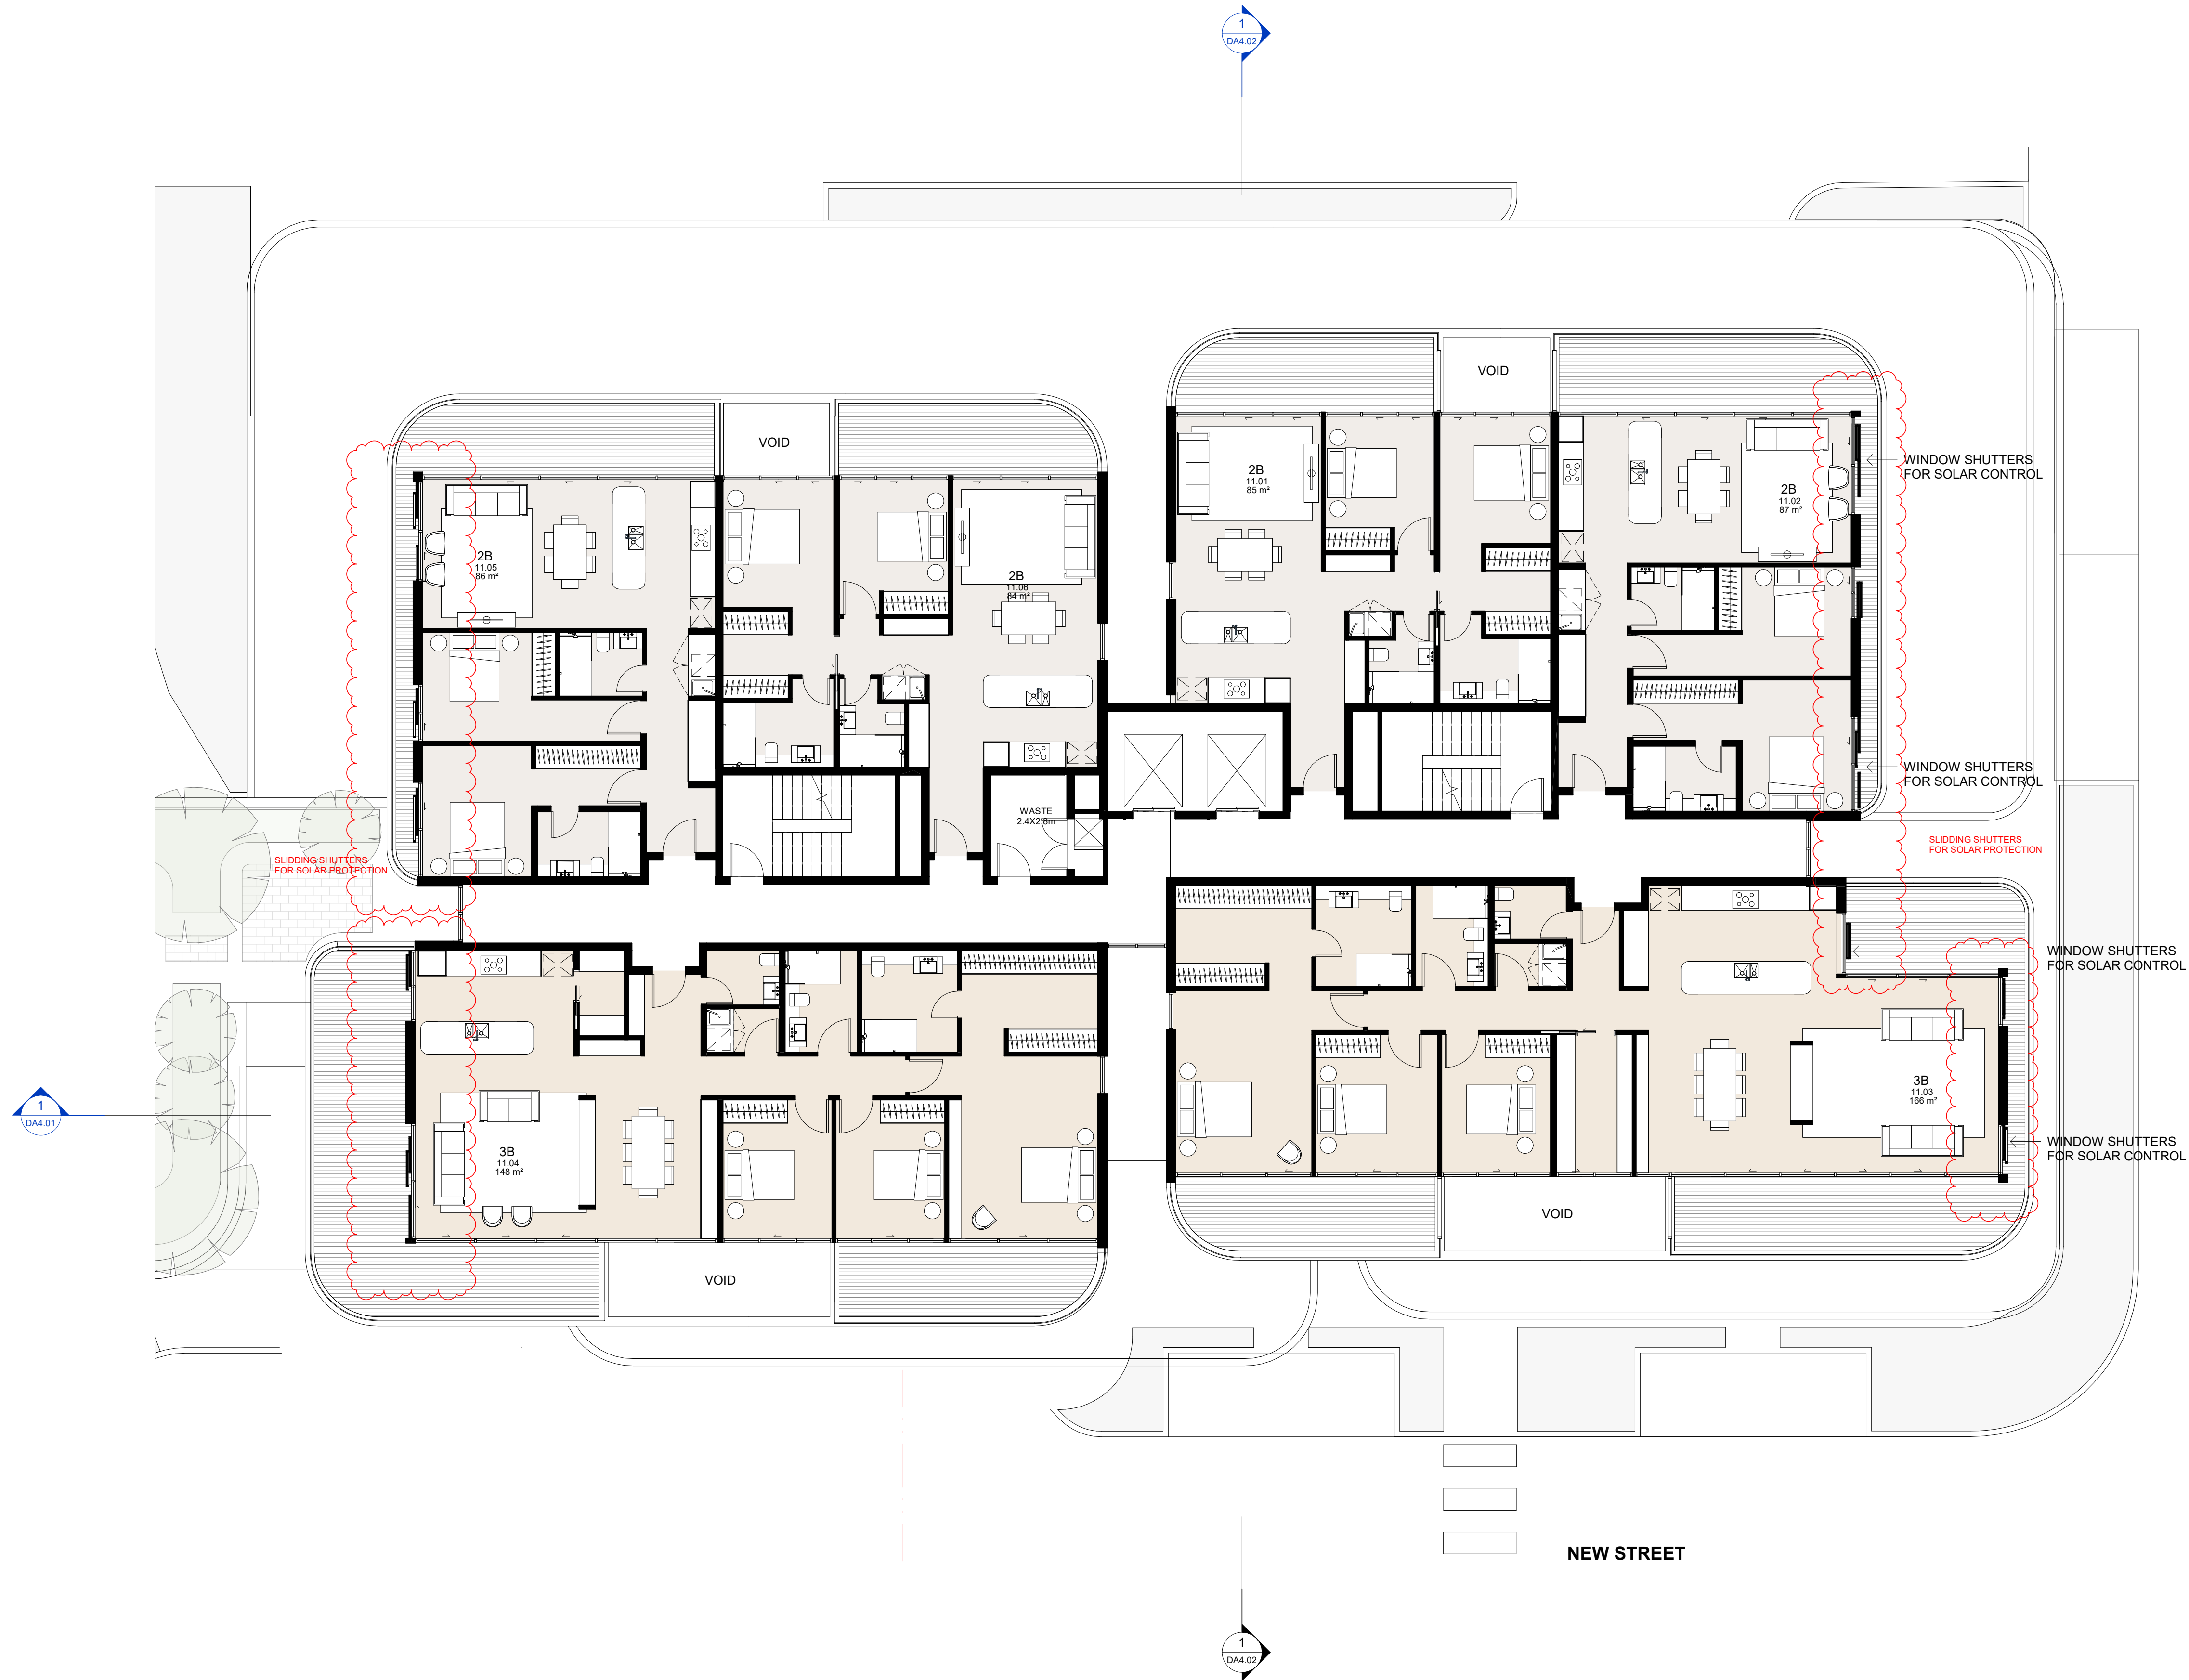 1
DA4.02
VOID
VOID
2B
11.01
85 m²
WINDOW SHUTTERS
FOR SOLAR CONTROL
2B
11.02
87 m²
2B
11.05
86 m²
2B
11.06
84 m²
WINDOW SHUTTERS
FOR SOLAR CONTROL
WASTE
2.4X2.8m
SLIDDING SHUTTERS
FOR SOLAR PROTECTION
SLIDDING SHUTTERS
FOR SOLAR PROTECTION
WINDOW SHUTTERS
FOR SOLAR CONTROL
3B
11.03
166 m²
1
DA4.01
WINDOW SHUTTERS
FOR SOLAR CONTROL
3B
11.04
148 m²
VOID
VOID
NEW STREET
1
DA4.02